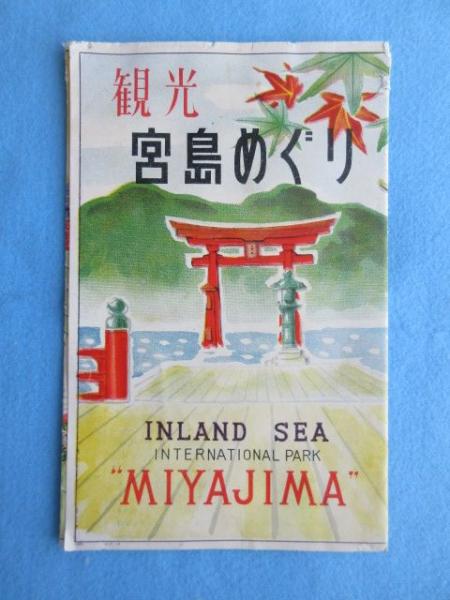 観光
宮島めぐり
INLAND SEA
INTERNATIONAL PARK
"MIYAJIMA"